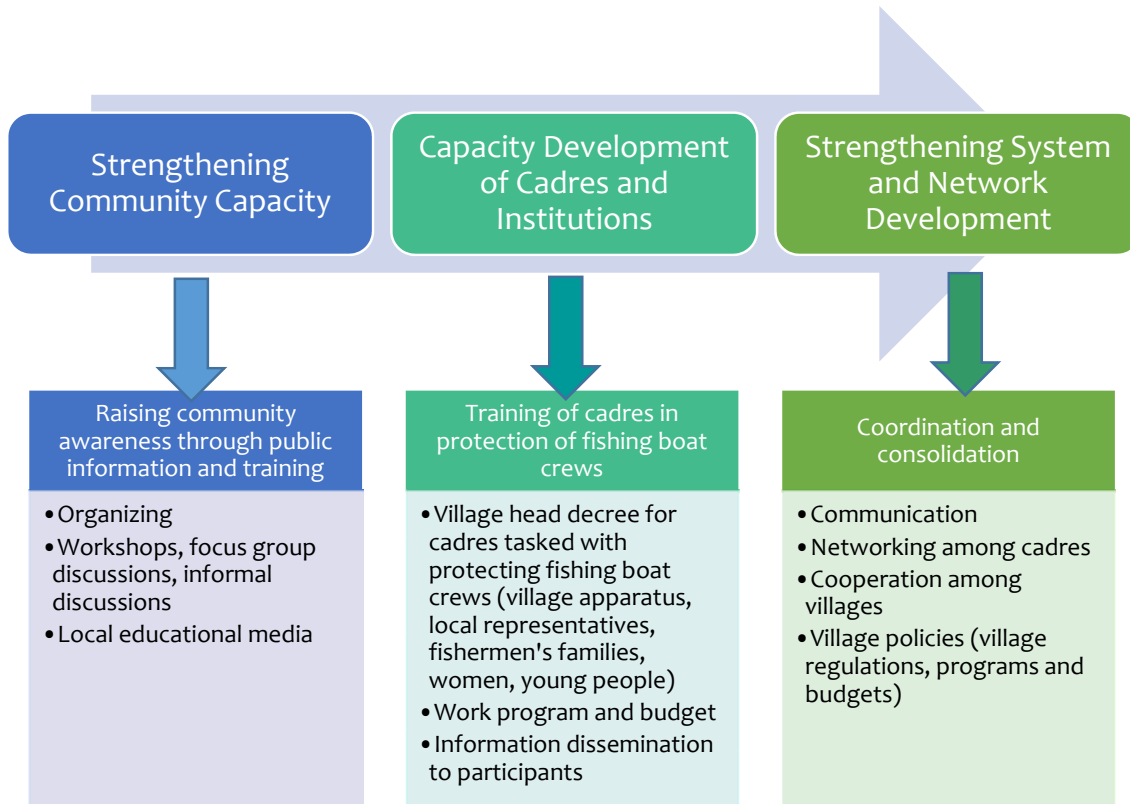 Strengthening
Community Capacity
Capacity Development
of Cadres and
Institutions
Strengthening System
and Network
Development
Raising community
awareness through public
information and training
•Organizing
•Workshops, focus group
discussions, informal
discussions
•Local educational media
Training of cadres in
protection of fishing boat
crews
•Village head decree for
cadres tasked with
protecting fishing boat
crews (village apparatus,
local representatives,
fishermen's families,
women, young people)
•Work program and budget
•Information dissemination
to participants
Coordination and
consolidation
•Communication
•Networking among cadres
•Cooperation among
villages
•Village policies (village
regulations, programs and
budgets)